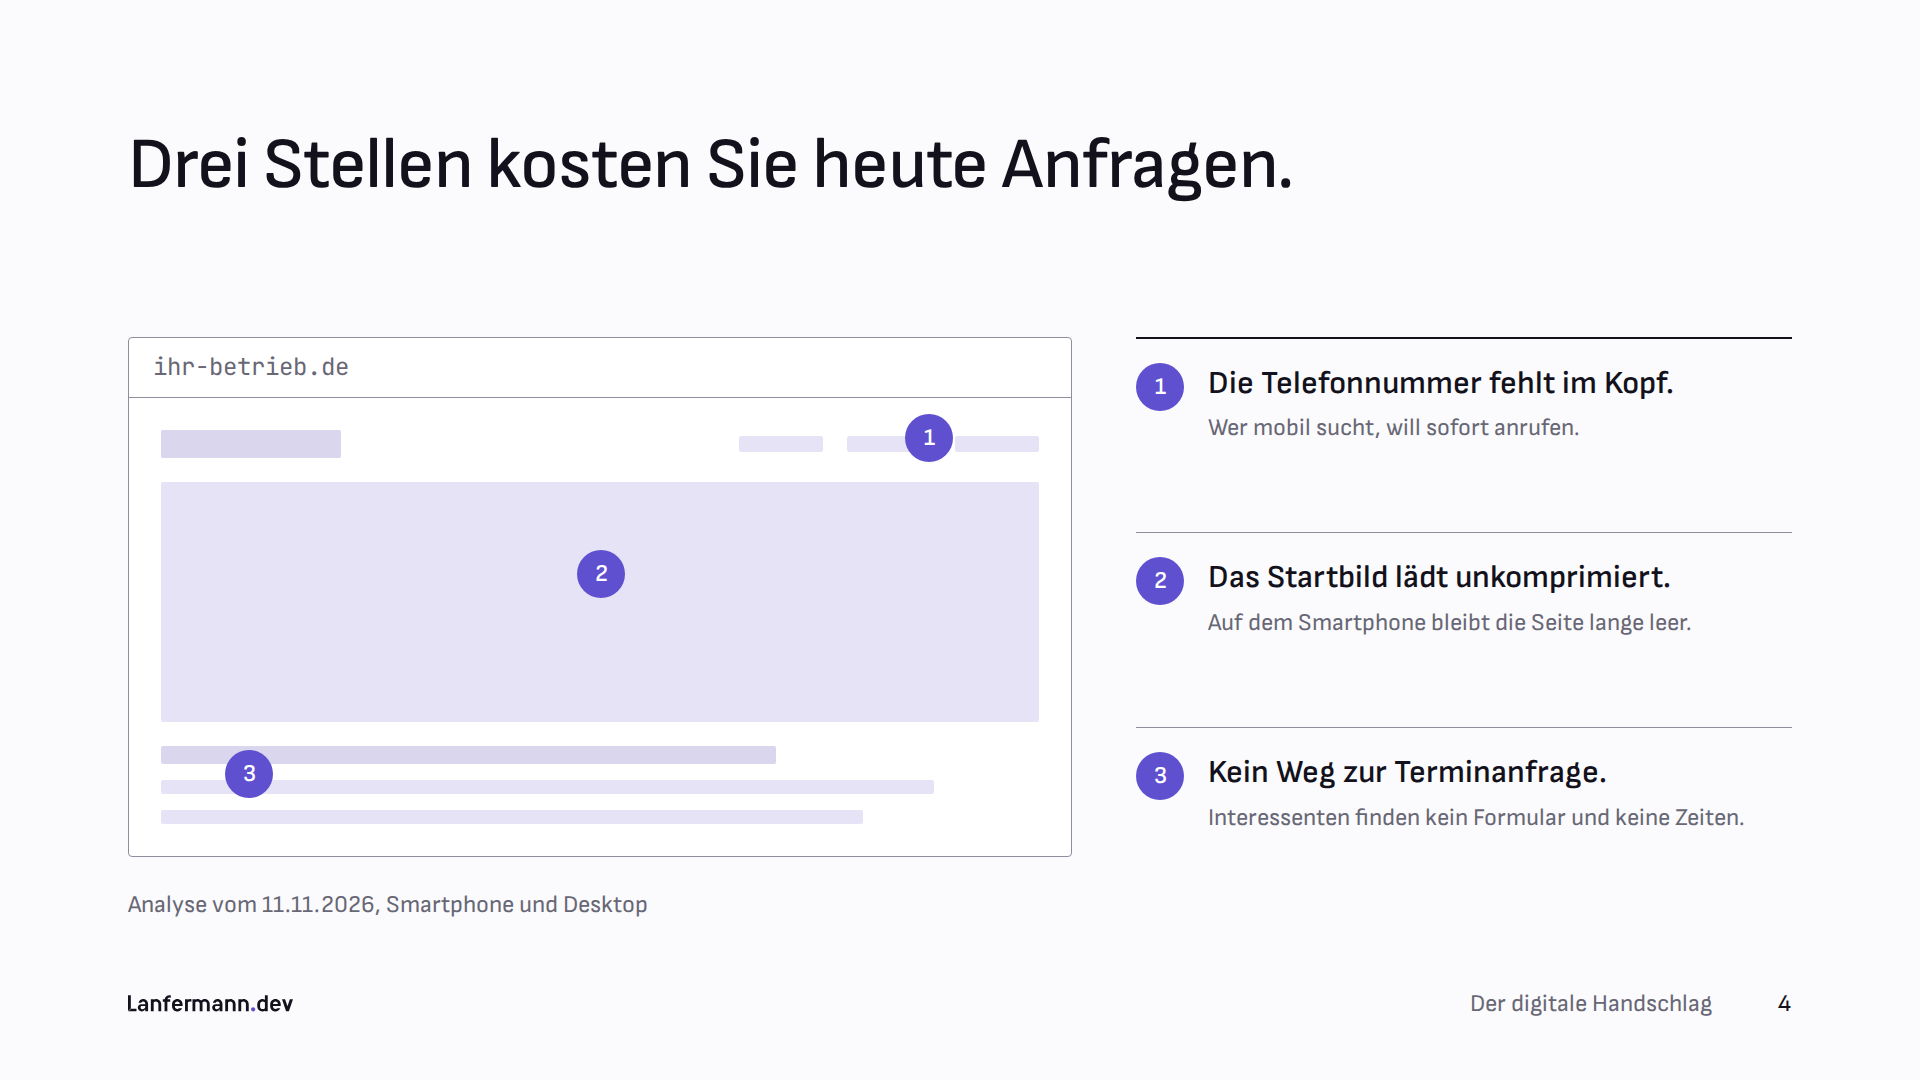 Drei Stellen kosten Sie heute Anfragen.
ihr-betrieb.de
1
2
3
1
Die Telefonnummer fehlt im Kopf.
Wer mobil sucht, will sofort anrufen.
2
Das Startbild lädt unkomprimiert.
Auf dem Smartphone bleibt die Seite lange leer.
3
Kein Weg zur Terminanfrage.
Interessenten finden kein Formular und keine Zeiten.
Analyse vom 11.11.2026, Smartphone und Desktop
Lanfermann.dev
Der digitale Handschlag
4